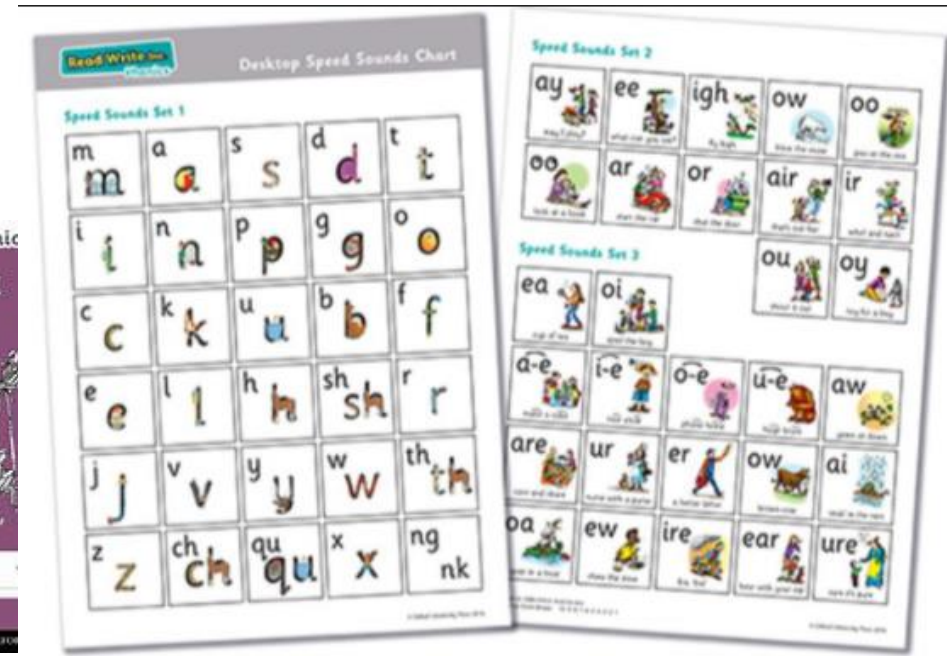 Read Write Inc.
Phonics
Desktop Speed Sounds Chart
Speed Sounds Set 1
m a s d t
i n p g o
c k u b f
e l h sh r
j v y w th
z ch qu x ng nk
Speed Sounds Set 2
ay ee igh ow oo
may I play? what can you see? fly high blow the snow poo at the zoo
oo ar or air ir
look at a book start the car shut the door that's not fair whirl and twirl
ou oy
shout it out toy for a boy
Speed Sounds Set 3
ea oi
cup of tea spoil the boy
a-e i-e o-e u-e aw
make a cake nice smile phone home huge brute yawn at dawn
are ur er ow ai
care and share nurse with a purse a better letter brown cow snail in the rain
oa ew ire ear ure
goat in a boat chew the stew fire, fire! hear with your ear sure it's pure